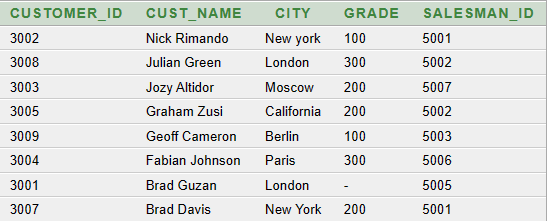 CUSTOMER_ID CUST_NAME CITY GRADE SALESMAN_ID
3002 Nick Rimando New york 100 5001
3008 Julian Green London 300 5002
3003 Jozy Altidor Moscow 200 5007
3005 Graham Zusi California 200 5002
3009 Geoff Cameron Berlin 100 5003
3004 Fabian Johnson Paris 300 5006
3001 Brad Guzan London - 5005
3007 Brad Davis New York 200 5001